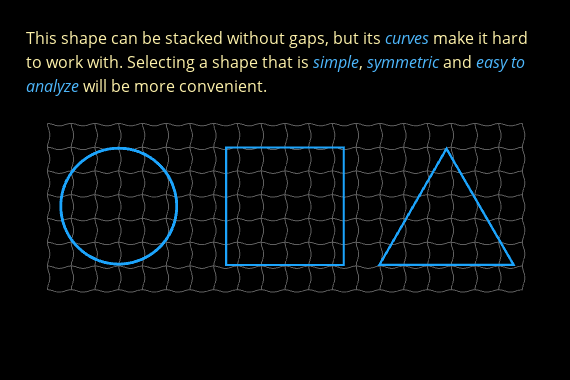 This shape can be stacked without gaps, but its curves make it hard
to work with. Selecting a shape that is simple, symmetric and easy to
analyze will be more convenient.